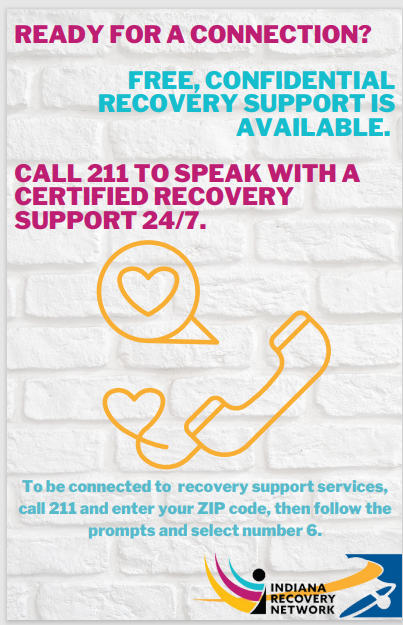 READY FOR A CONNECTION?
FREE, CONFIDENTIAL
RECOVERY SUPPORT IS
AVAILABLE.
CALL 211 TO SPEAK WITH A
CERTIFIED RECOVERY
SUPPORT 24/7.
To be connected to recovery support services,
call 211 and enter your ZIP code, then follow the
prompts and select number 6.
INDIANA
RECOVERY
NETWORK